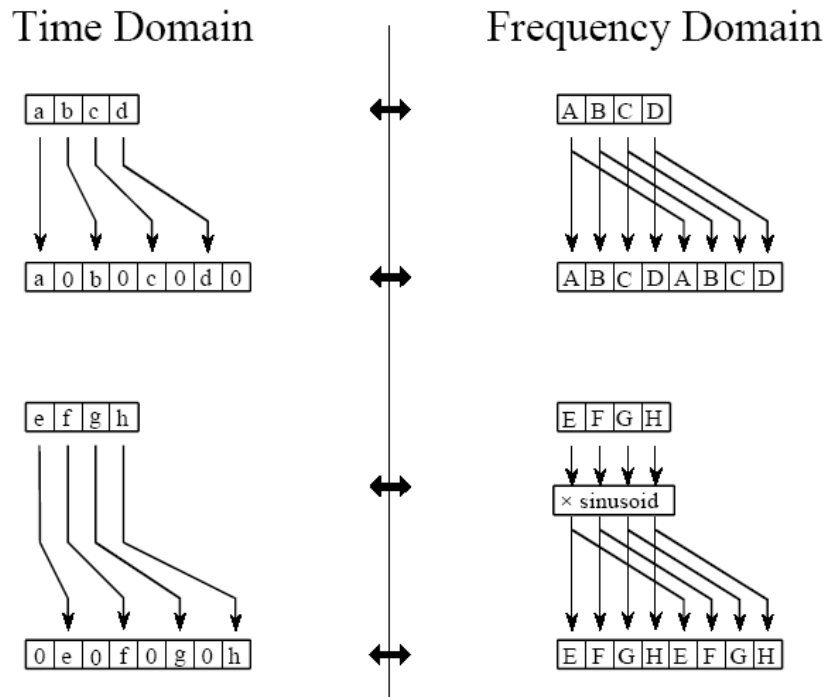 Time Domain
Frequency Domain
a b c d
A B C D
a 0 b 0 c 0 d 0
A B C D A B C D
e f g h
E F G H
× sinusoid
0 e 0 f 0 g 0 h
E F G H E F G H